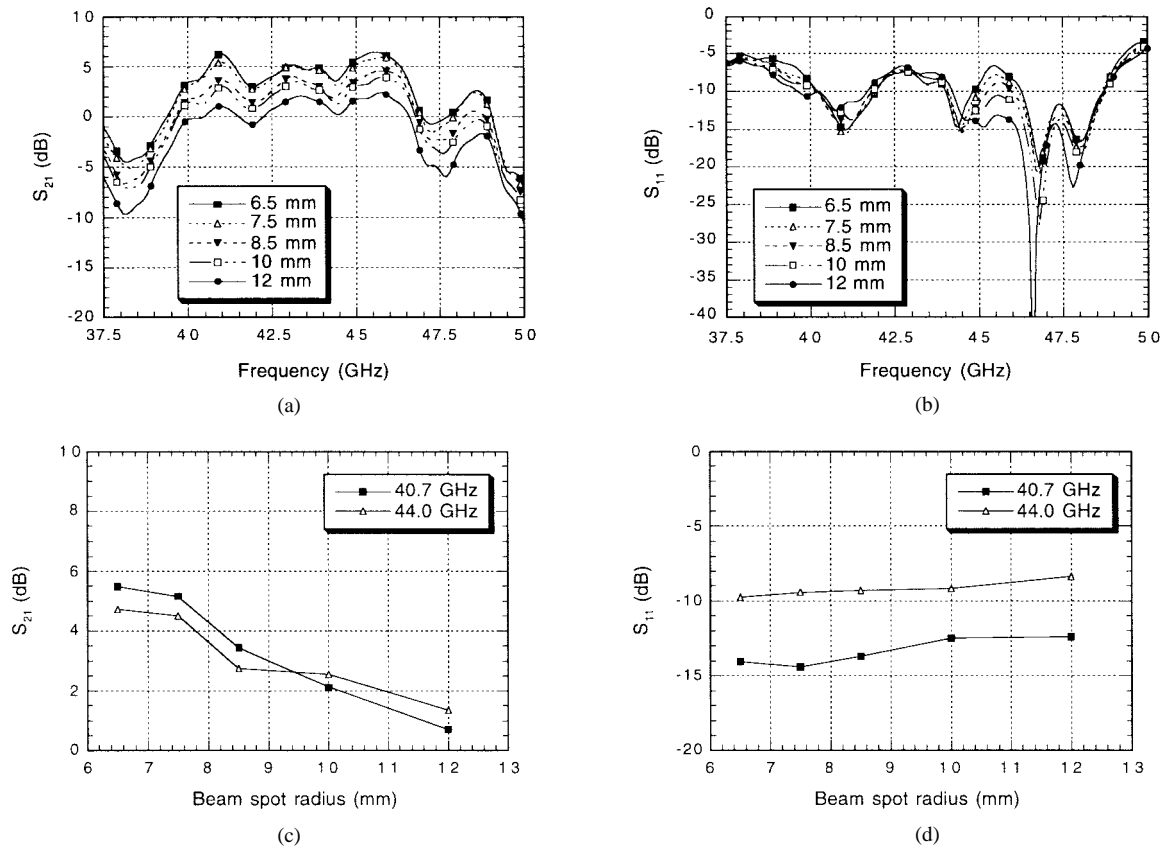 10
5
0
-5
-10
-15
-20
S21 (dB)
6.5 mm
7.5 mm
8.5 mm
10 mm
12 mm
37.5 40 42.5 45 47.5 50
Frequency (GHz)
(a)
0
-5
-10
-15
-20
-25
-30
-35
-40
S11 (dB)
6.5 mm
7.5 mm
8.5 mm
10 mm
12 mm
37.5 40 42.5 45 47.5 50
Frequency (GHz)
(b)
10
8
6
4
2
0
S21 (dB)
40.7 GHz
44.0 GHz
6 7 8 9 10 11 12 13
Beam spot radius (mm)
(c)
0
-5
-10
-15
-20
S11 (dB)
40.7 GHz
44.0 GHz
6 7 8 9 10 11 12 13
Beam spot radius (mm)
(d)